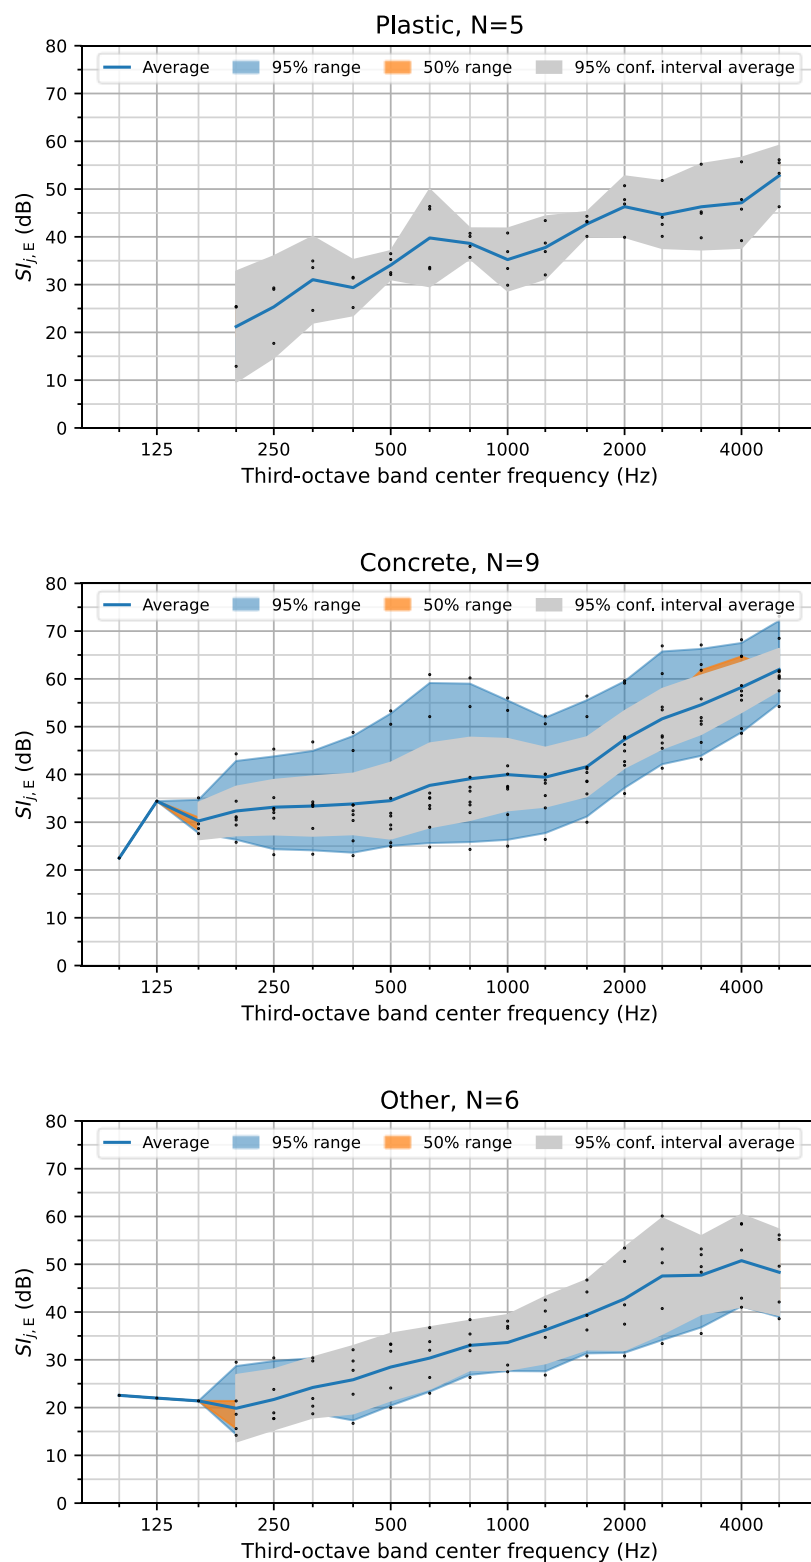 Plastic, N=5
80
Average 95% range 50% range 95% conf. interval average
70
60
50
40
30
20
10
0
SI_{j,E} (dB)
125 250 500 1000 2000 4000
Third-octave band center frequency (Hz)
Concrete, N=9
80
Average 95% range 50% range 95% conf. interval average
70
60
50
40
30
20
10
0
SI_{j,E} (dB)
125 250 500 1000 2000 4000
Third-octave band center frequency (Hz)
Other, N=6
80
Average 95% range 50% range 95% conf. interval average
70
60
50
40
30
20
10
0
SI_{j,E} (dB)
125 250 500 1000 2000 4000
Third-octave band center frequency (Hz)